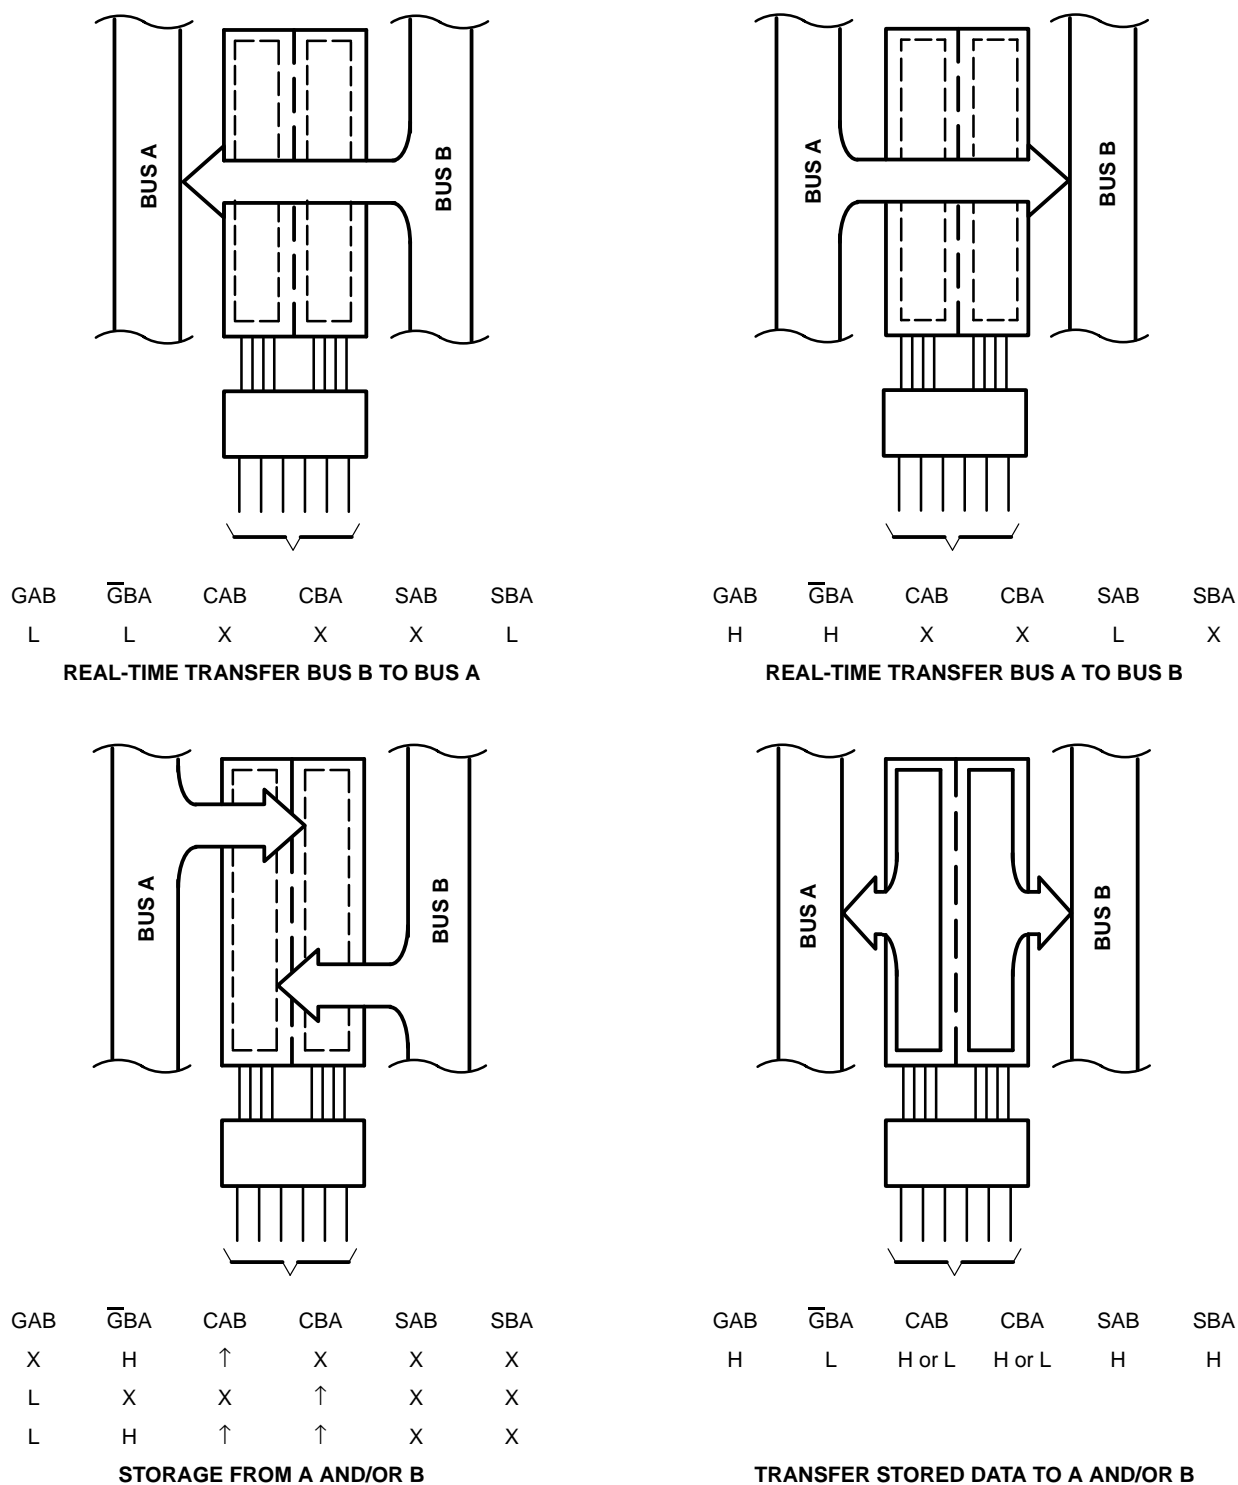 BUS A
BUS B
BUS A
BUS B
GAB G̅BA CAB CBA SAB SBA
L L X X X L
REAL-TIME TRANSFER BUS B TO BUS A
GAB G̅BA CAB CBA SAB SBA
H H X X L X
REAL-TIME TRANSFER BUS A TO BUS B
BUS A
BUS B
BUS A
BUS B
GAB G̅BA CAB CBA SAB SBA
X H ↑ X X X
L X X ↑ X X
L H ↑ ↑ X X
STORAGE FROM A AND/OR B
GAB G̅BA CAB CBA SAB SBA
H L H or L H or L H H
TRANSFER STORED DATA TO A AND/OR B